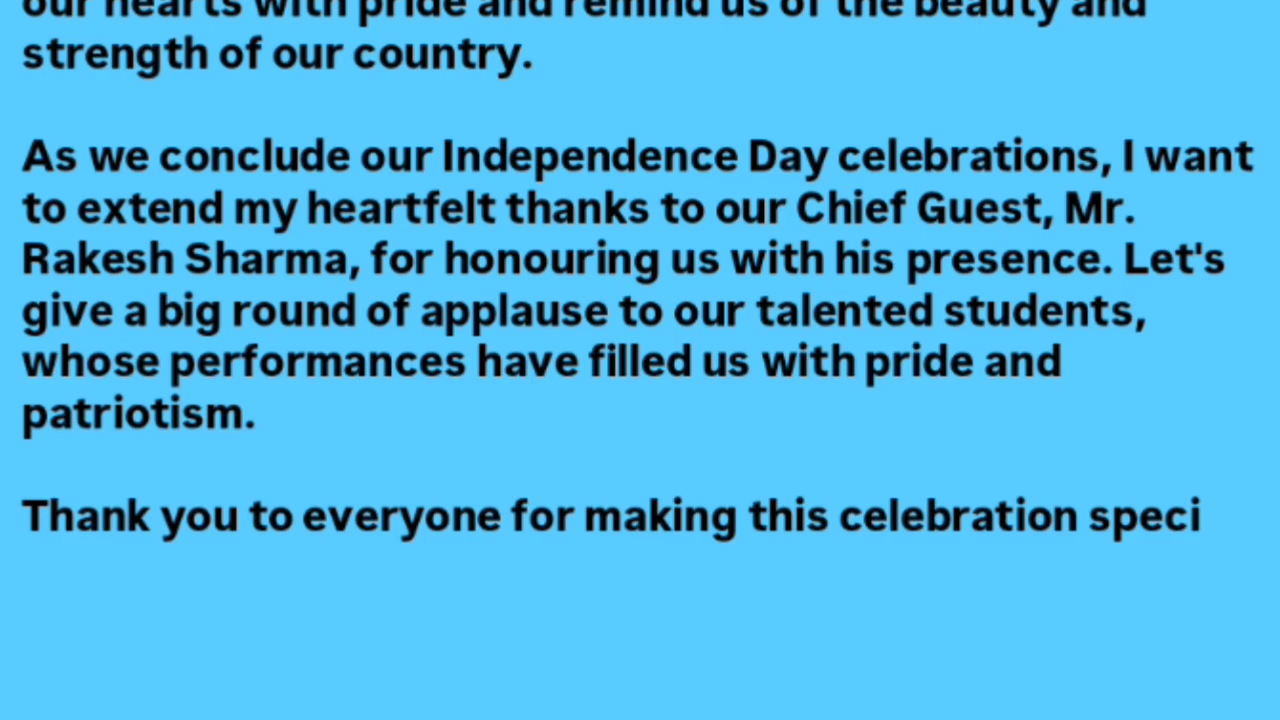 our hearts with pride and remind us of the beauty and
strength of our country.
As we conclude our Independence Day celebrations, I want
to extend my heartfelt thanks to our Chief Guest, Mr.
Rakesh Sharma, for honouring us with his presence. Let's
give a big round of applause to our talented students,
whose performances have filled us with pride and
patriotism.
Thank you to everyone for making this celebration speci